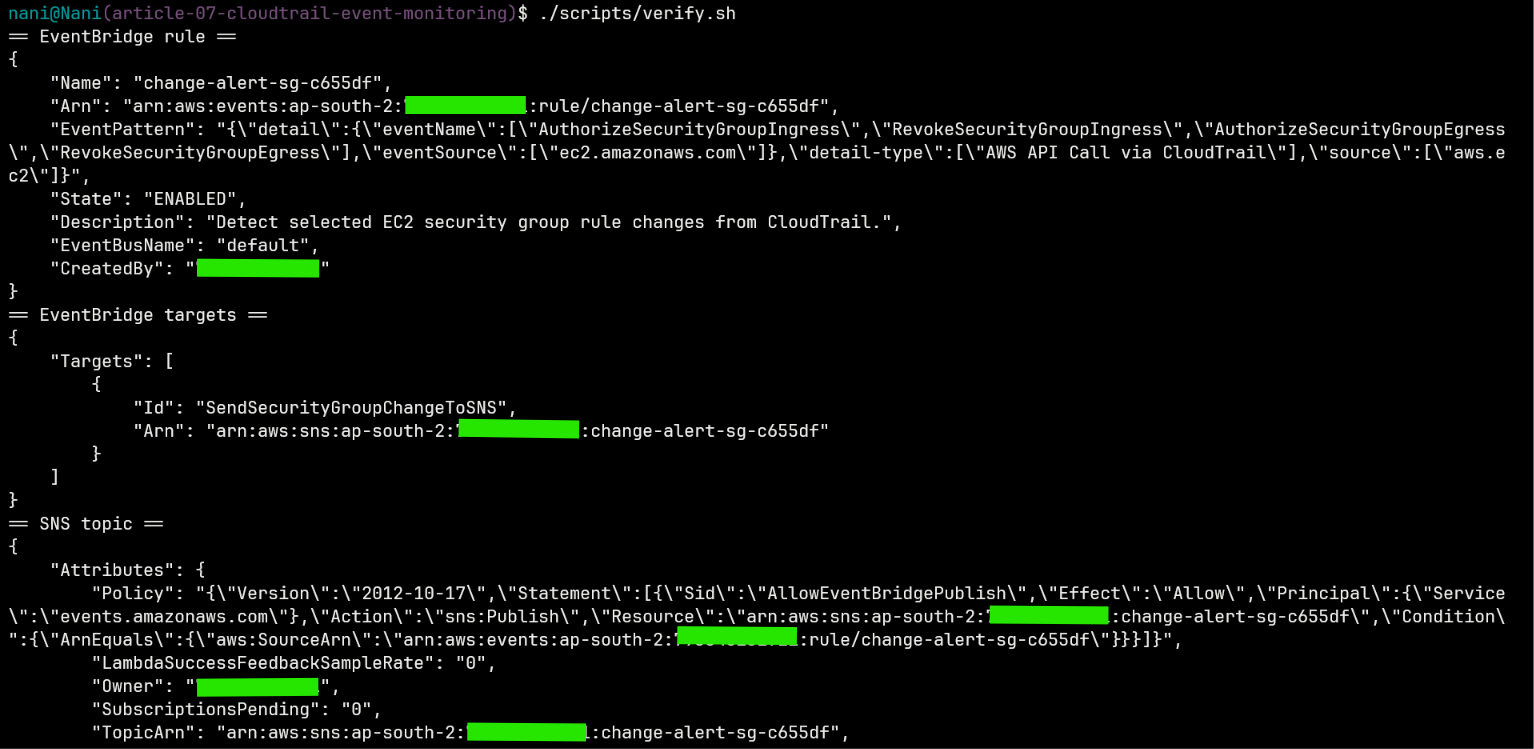 nani@Nani(article-07-cloudtrail-event-monitoring)$ ./scripts/verify.sh
== EventBridge rule ==
{
    "Name": "change-alert-sg-c655df",
    "Arn": "arn:aws:events:ap-south-2: :rule/change-alert-sg-c655df",
    "EventPattern": "{\"detail\":{\"eventName\":[\"AuthorizeSecurityGroupIngress\",\"RevokeSecurityGroupIngress\",\"AuthorizeSecurityGroupEgress
\",\"RevokeSecurityGroupEgress\"],\"eventSource\":[\"ec2.amazonaws.com\"]},\"detail-type\":[\"AWS API Call via CloudTrail\"],\"source\":[\"aws.e
c2\"]}",
    "State": "ENABLED",
    "Description": "Detect selected EC2 security group rule changes from CloudTrail.",
    "EventBusName": "default",
    "CreatedBy": " "
}
== EventBridge targets ==
{
    "Targets": [
        {
            "Id": "SendSecurityGroupChangeToSNS",
            "Arn": "arn:aws:sns:ap-south-2: :change-alert-sg-c655df"
        }
    ]
}
== SNS topic ==
{
    "Attributes": {
        "Policy": "{\"Version\":\"2012-10-17\",\"Statement\":[{\"Sid\":\"AllowEventBridgePublish\",\"Effect\":\"Allow\",\"Principal\":{\"Service
\":\"events.amazonaws.com\"},\"Action\":\"sns:Publish\",\"Resource\":\"arn:aws:sns:ap-south-2: :change-alert-sg-c655df\",\"Condition\
":{\"ArnEquals\":{\"aws:SourceArn\":\"arn:aws:events:ap-south-2: :rule/change-alert-sg-c655df\"}}}]}",
        "LambdaSuccessFeedbackSampleRate": "0",
        "Owner": " ",
        "SubscriptionsPending": "0",
        "TopicArn": "arn:aws:sns:ap-south-2: :change-alert-sg-c655df",